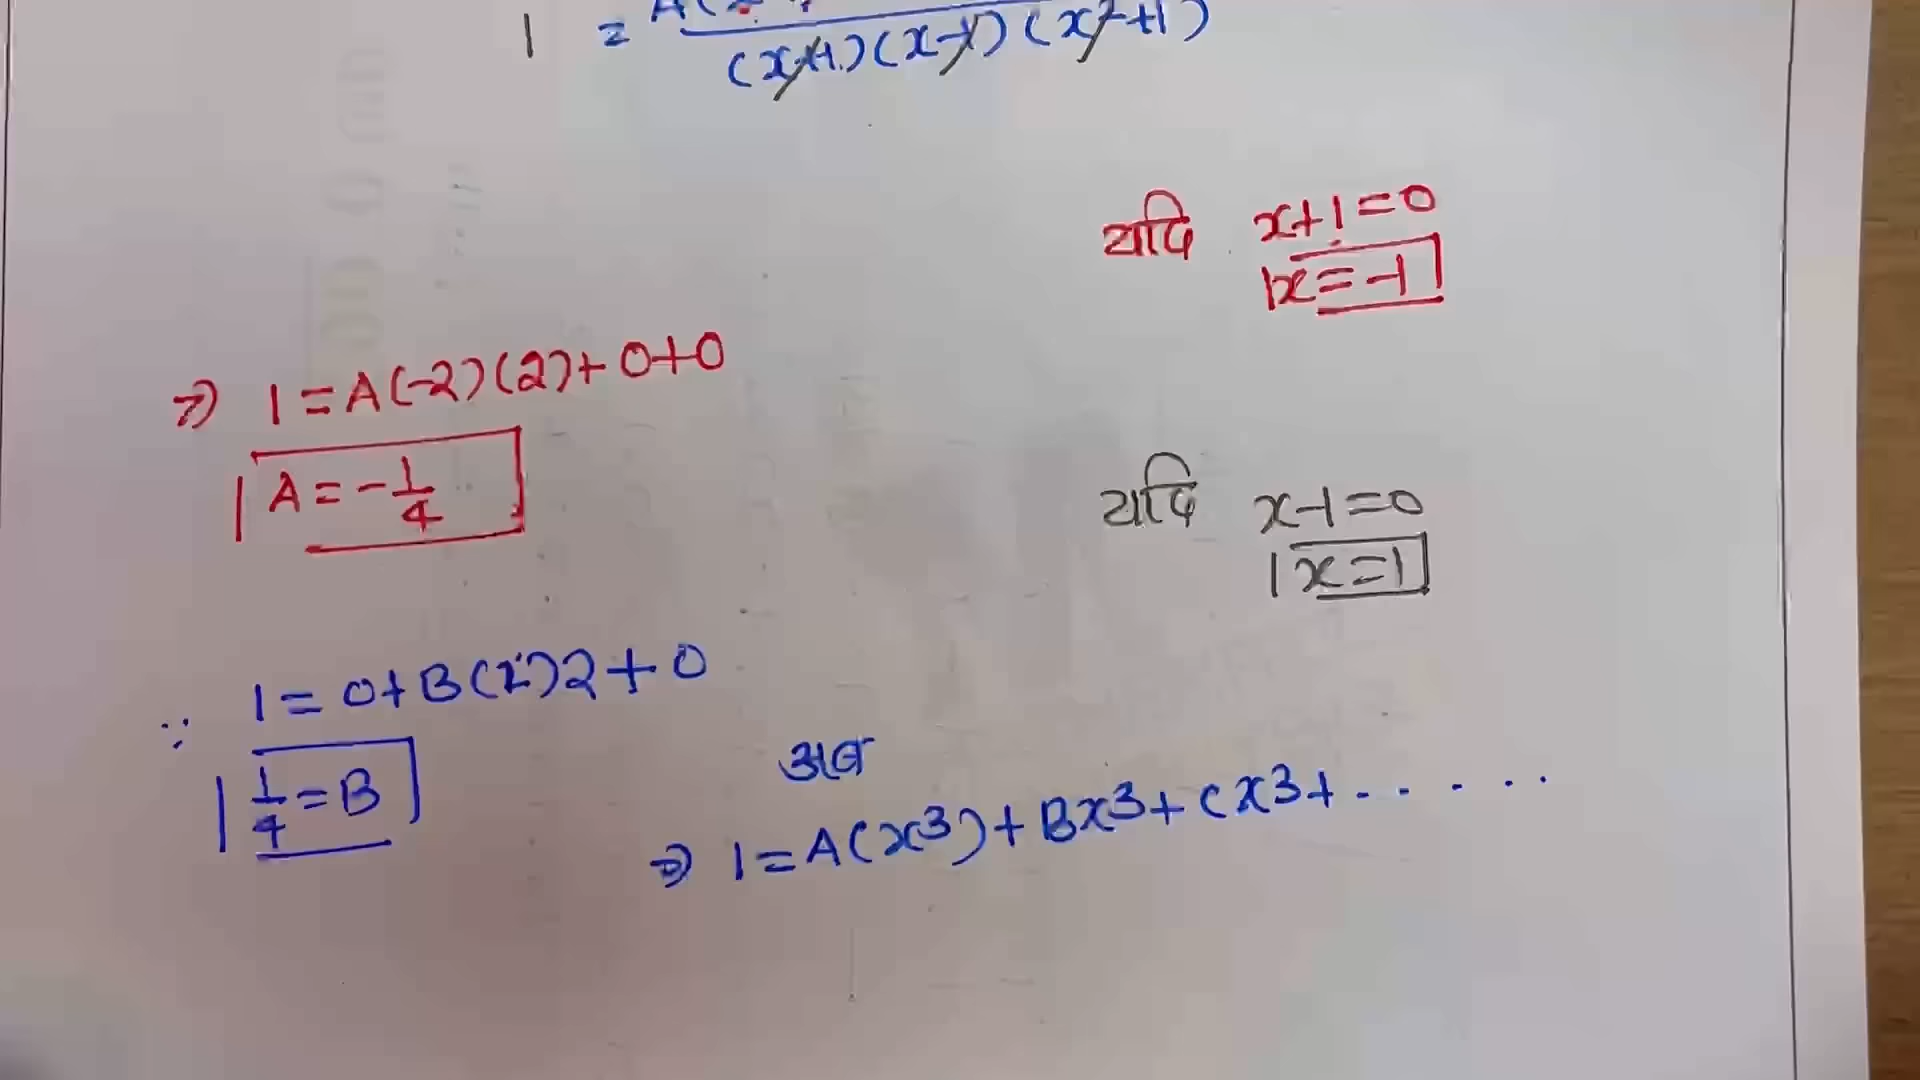 1 =
(x+1)(x-1)(x²+1)
यदि x+1=0
x=-1
⇒ 1=A(-2)(2)+0+0
A=-1/4
यदि x-1=0
x=1
∵ 1=0+B(2)2+0
1/4=B
अब
⇒ 1=A(x3)+Bx3+Cx3+.....